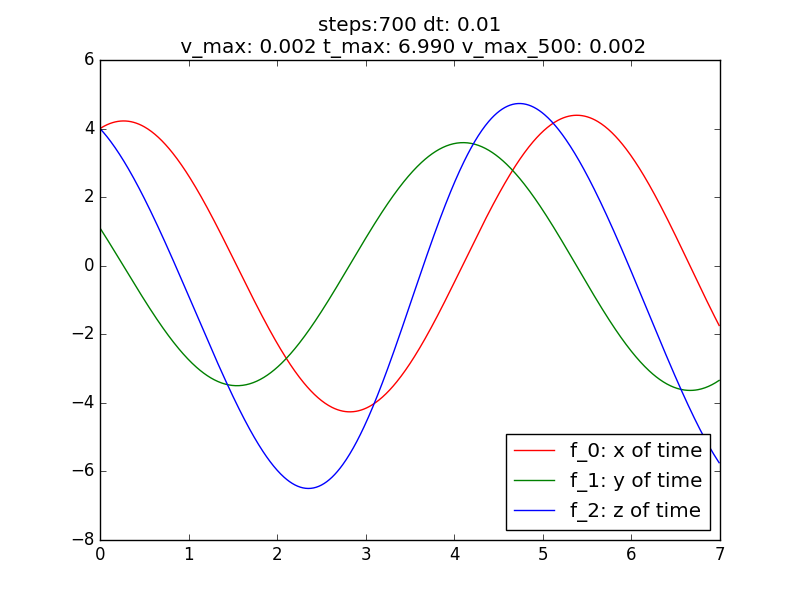 steps:700 dt: 0.01
v_max: 0.002 t_max: 6.990 v_max_500: 0.002
6
4
2
0
−2
−4
−6
−8
f_0: x of time
f_1: y of time
f_2: z of time
0 1 2 3 4 5 6 7